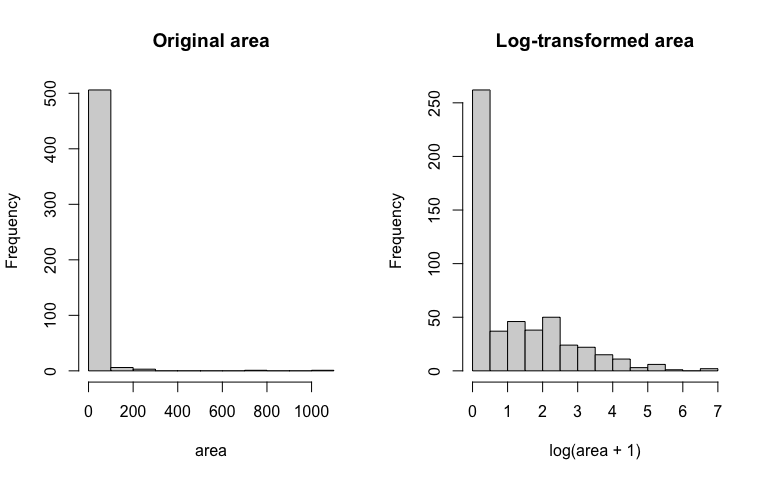 Original area
Frequency
500
400
300
200
100
0
0 200 400 600 800 1000
area
Log-transformed area
Frequency
250
200
150
100
50
0
0 1 2 3 4 5 6 7
log(area + 1)